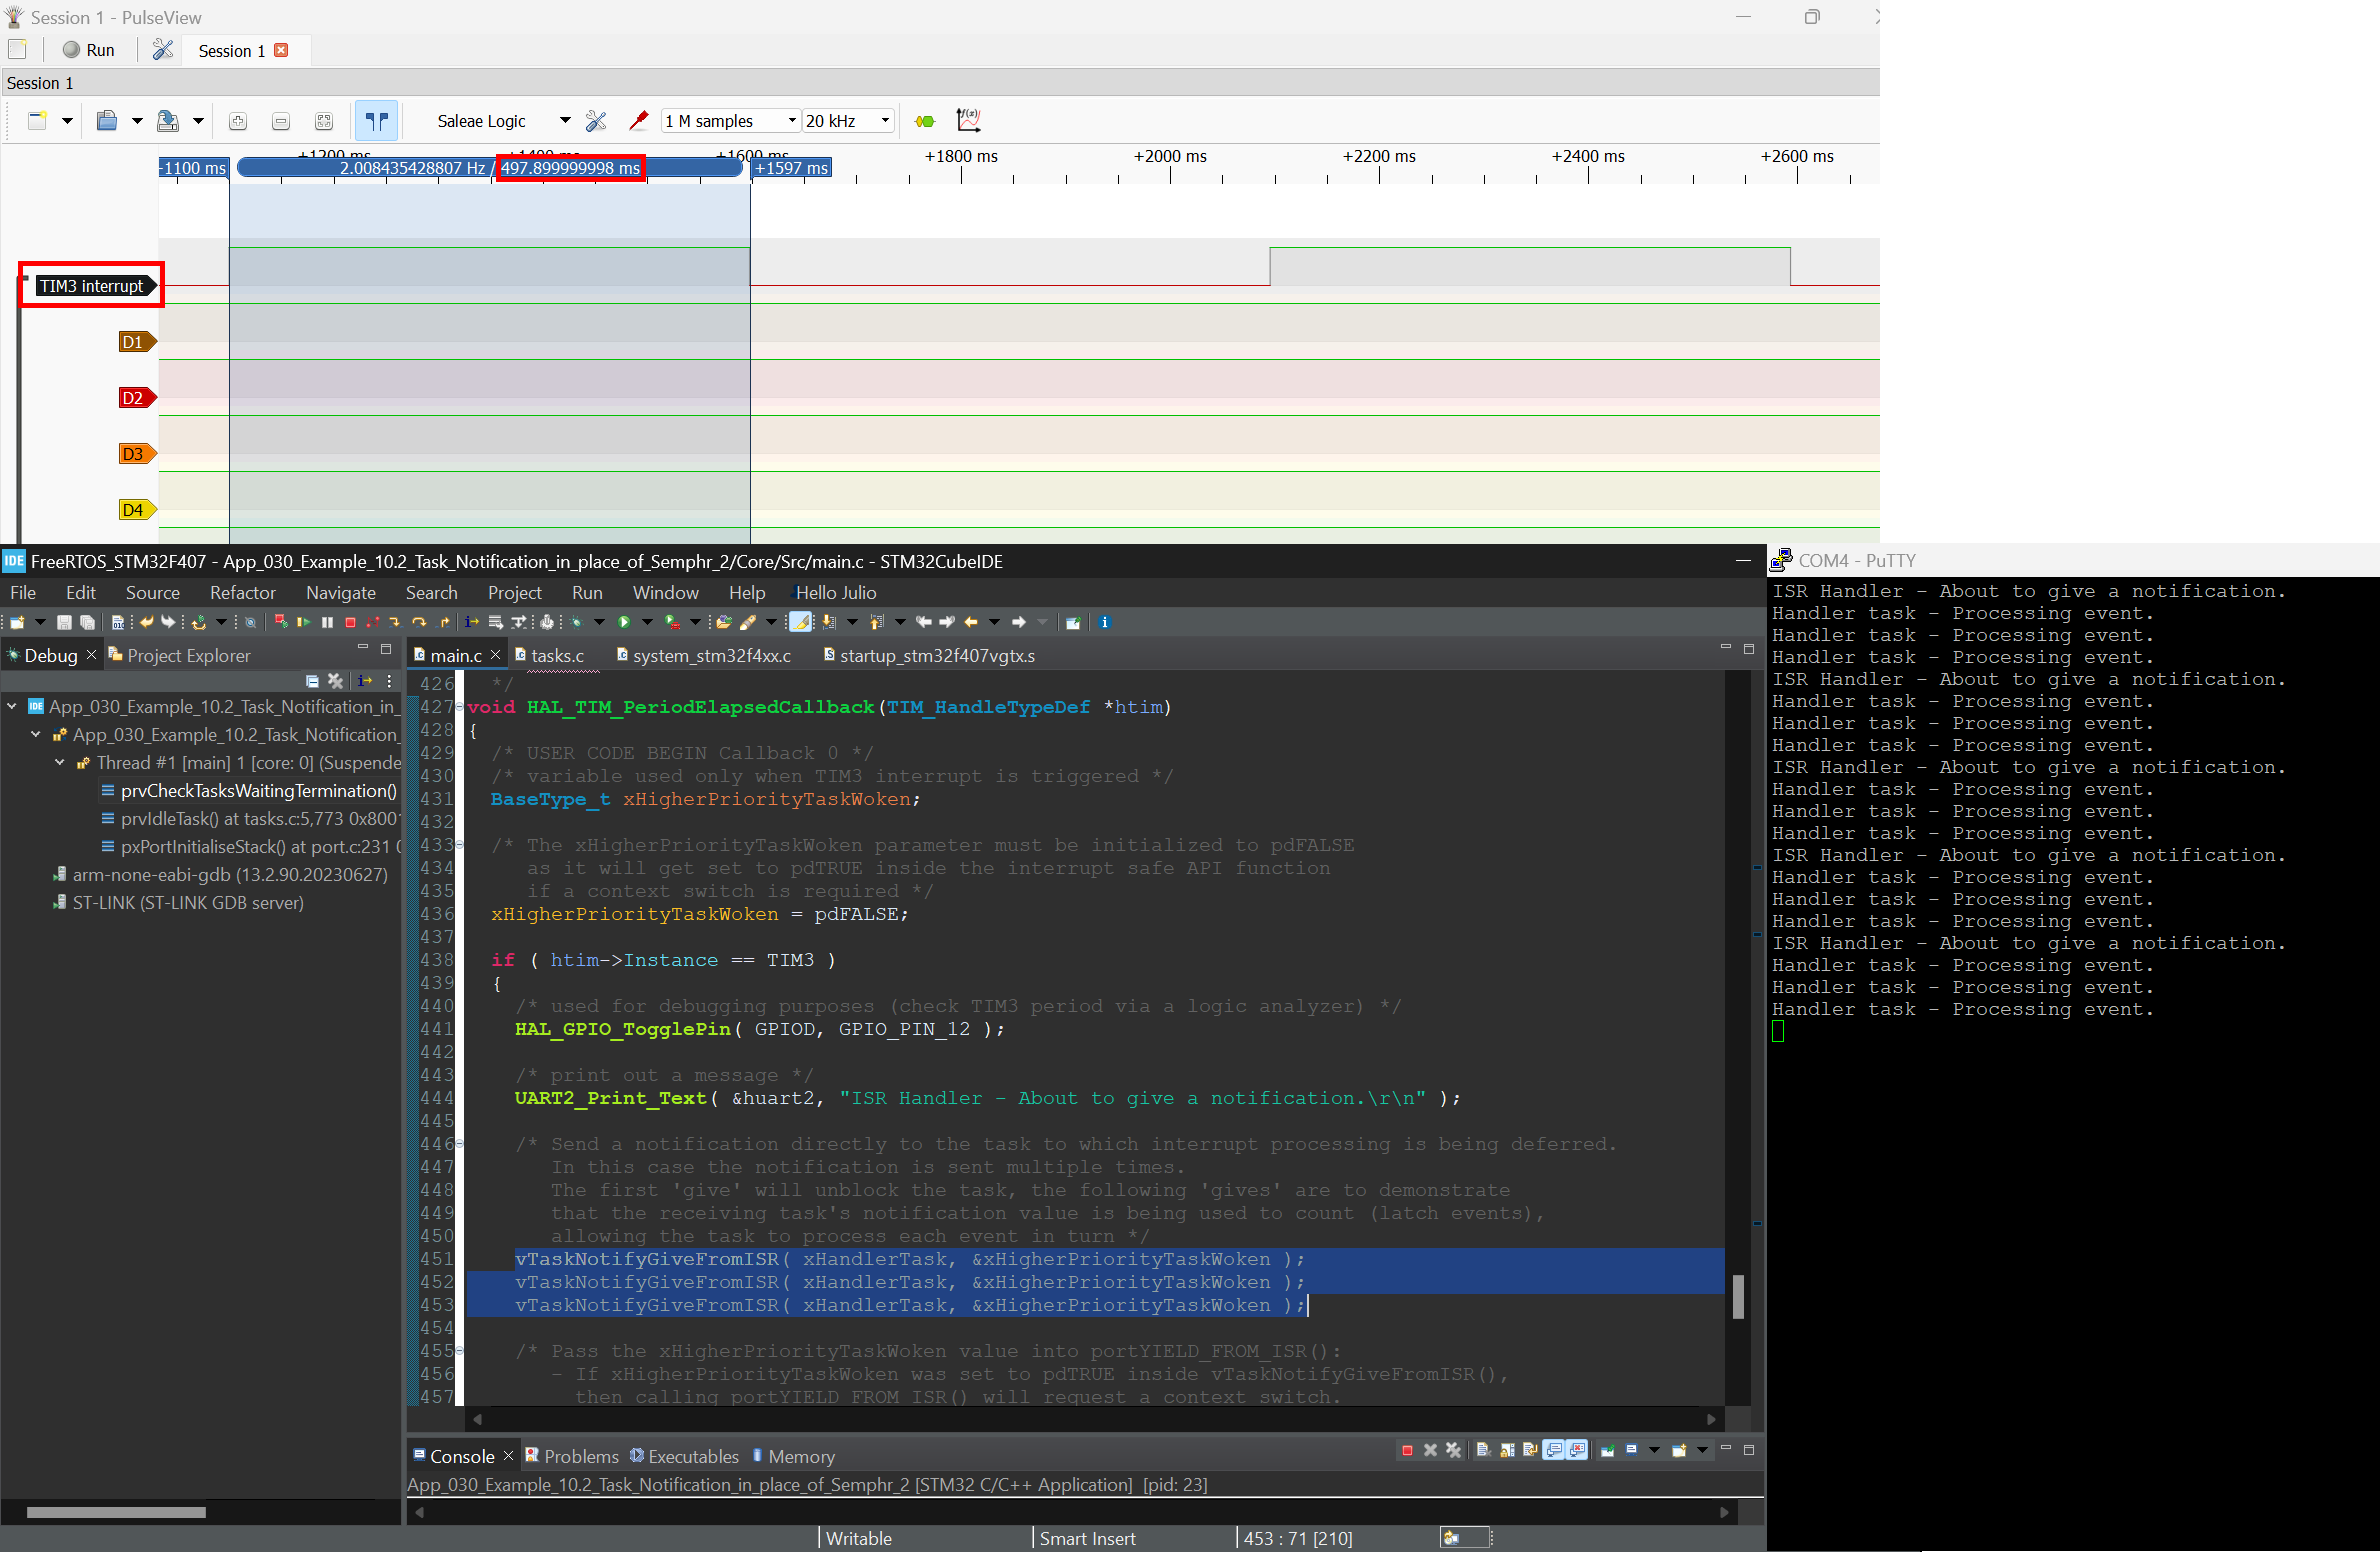 Session 1 - PulseView
Run
Session 1
Session 1
Saleae Logic
1 M samples
20 kHz
+1200 ms
+1600 ms
+1800 ms
+2000 ms
+2200 ms
+2400 ms
+2600 ms
+1100 ms
2.008435428807 Hz / 497.899999998 ms
+1597 ms
TIM3 interrupt
D1
D2
D3
D4
IDE FreeRTOS_STM32F407 - App_030_Example_10.2_Task_Notification_in_place_of_Semphr_2/Core/Src/main.c - STM32CubeIDE
File Edit Source Refactor Navigate Search Project Run Window Help Hello Julio
Debug
Project Explorer
App_030_Example_10.2_Task_Notification_in_
App_030_Example_10.2_Task_Notification_
Thread #1 [main] 1 [core: 0] (Suspende
prvCheckTasksWaitingTermination()
prvIdleTask() at tasks.c:5,773 0x800
pxPortInitialiseStack() at port.c:231
arm-none-eabi-gdb (13.2.90.20230627)
ST-LINK (ST-LINK GDB server)
main.c tasks.c system_stm32f4xx.c startup_stm32f407vgtx.s
426 */
427 void HAL_TIM_PeriodElapsedCallback(TIM_HandleTypeDef *htim)
428 {
429 /* USER CODE BEGIN Callback 0 */
430 /* variable used only when TIM3 interrupt is triggered */
431 BaseType_t xHigherPriorityTaskWoken;
432
433 /* The xHigherPriorityTaskWoken parameter must be initialized to pdFALSE
434 as it will get set to pdTRUE inside the interrupt safe API function
435 if a context switch is required */
436 xHigherPriorityTaskWoken = pdFALSE;
437
438 if ( htim->Instance == TIM3 )
439 {
440 /* used for debugging purposes (check TIM3 period via a logic analyzer) */
441 HAL_GPIO_TogglePin( GPIOD, GPIO_PIN_12 );
442
443 /* print out a message */
444 UART2_Print_Text( &huart2, "ISR Handler - About to give a notification.\r\n" );
445
446 /* Send a notification directly to the task to which interrupt processing is being deferred.
447 In this case the notification is sent multiple times.
448 The first 'give' will unblock the task, the following 'gives' are to demonstrate
449 that the receiving task's notification value is being used to count (latch events),
450 allowing the task to process each event in turn */
451 vTaskNotifyGiveFromISR( xHandlerTask, &xHigherPriorityTaskWoken );
452 vTaskNotifyGiveFromISR( xHandlerTask, &xHigherPriorityTaskWoken );
453 vTaskNotifyGiveFromISR( xHandlerTask, &xHigherPriorityTaskWoken );
454
455 /* Pass the xHigherPriorityTaskWoken value into portYIELD_FROM_ISR():
456 - If xHigherPriorityTaskWoken was set to pdTRUE inside vTaskNotifyGiveFromISR(),
457 then calling portYIELD_FROM_ISR() will request a context switch.
Console Problems Executables Memory
App_030_Example_10.2_Task_Notification_in_place_of_Semphr_2 [STM32 C/C++ Application] [pid: 23]
Writable
Smart Insert
453 : 71 [210]
COM4 - PuTTY
ISR Handler - About to give a notification.
Handler task - Processing event.
Handler task - Processing event.
Handler task - Processing event.
ISR Handler - About to give a notification.
Handler task - Processing event.
Handler task - Processing event.
Handler task - Processing event.
ISR Handler - About to give a notification.
Handler task - Processing event.
Handler task - Processing event.
Handler task - Processing event.
ISR Handler - About to give a notification.
Handler task - Processing event.
Handler task - Processing event.
Handler task - Processing event.
ISR Handler - About to give a notification.
Handler task - Processing event.
Handler task - Processing event.
Handler task - Processing event.